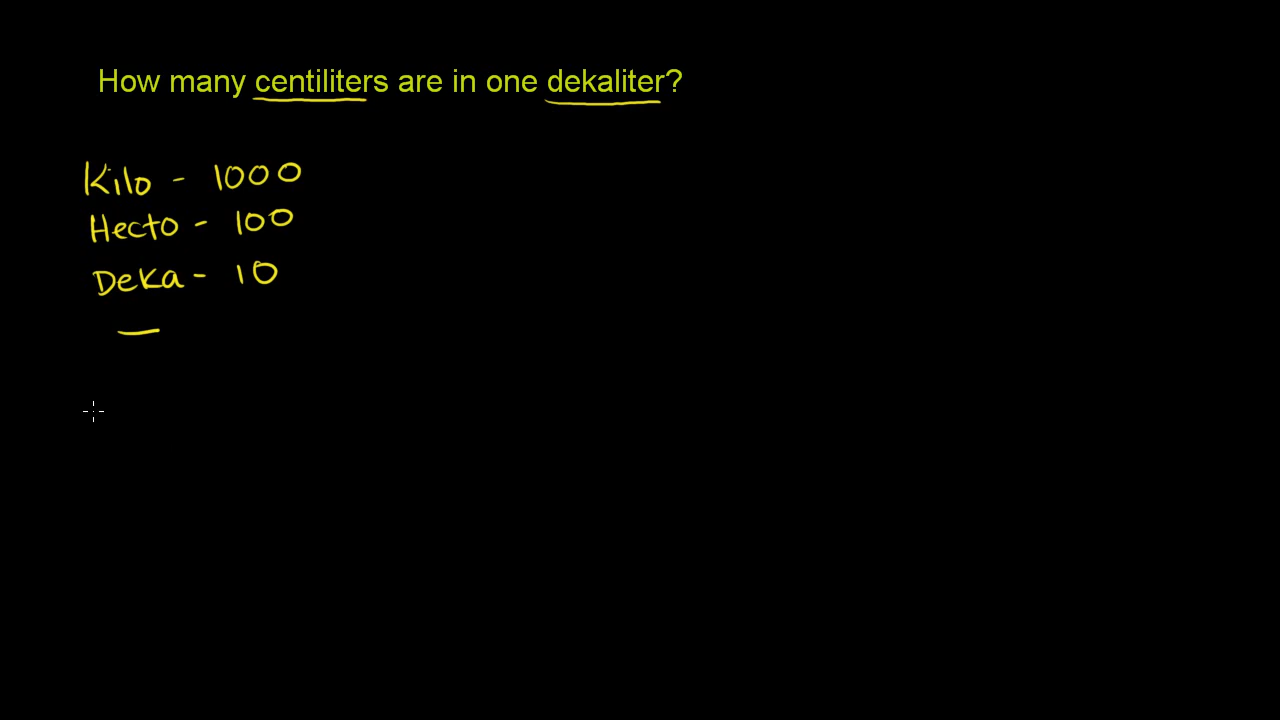 How many centiliters are in one dekaliter?
Kilo - 1000
Hecto - 100
Deka - 10